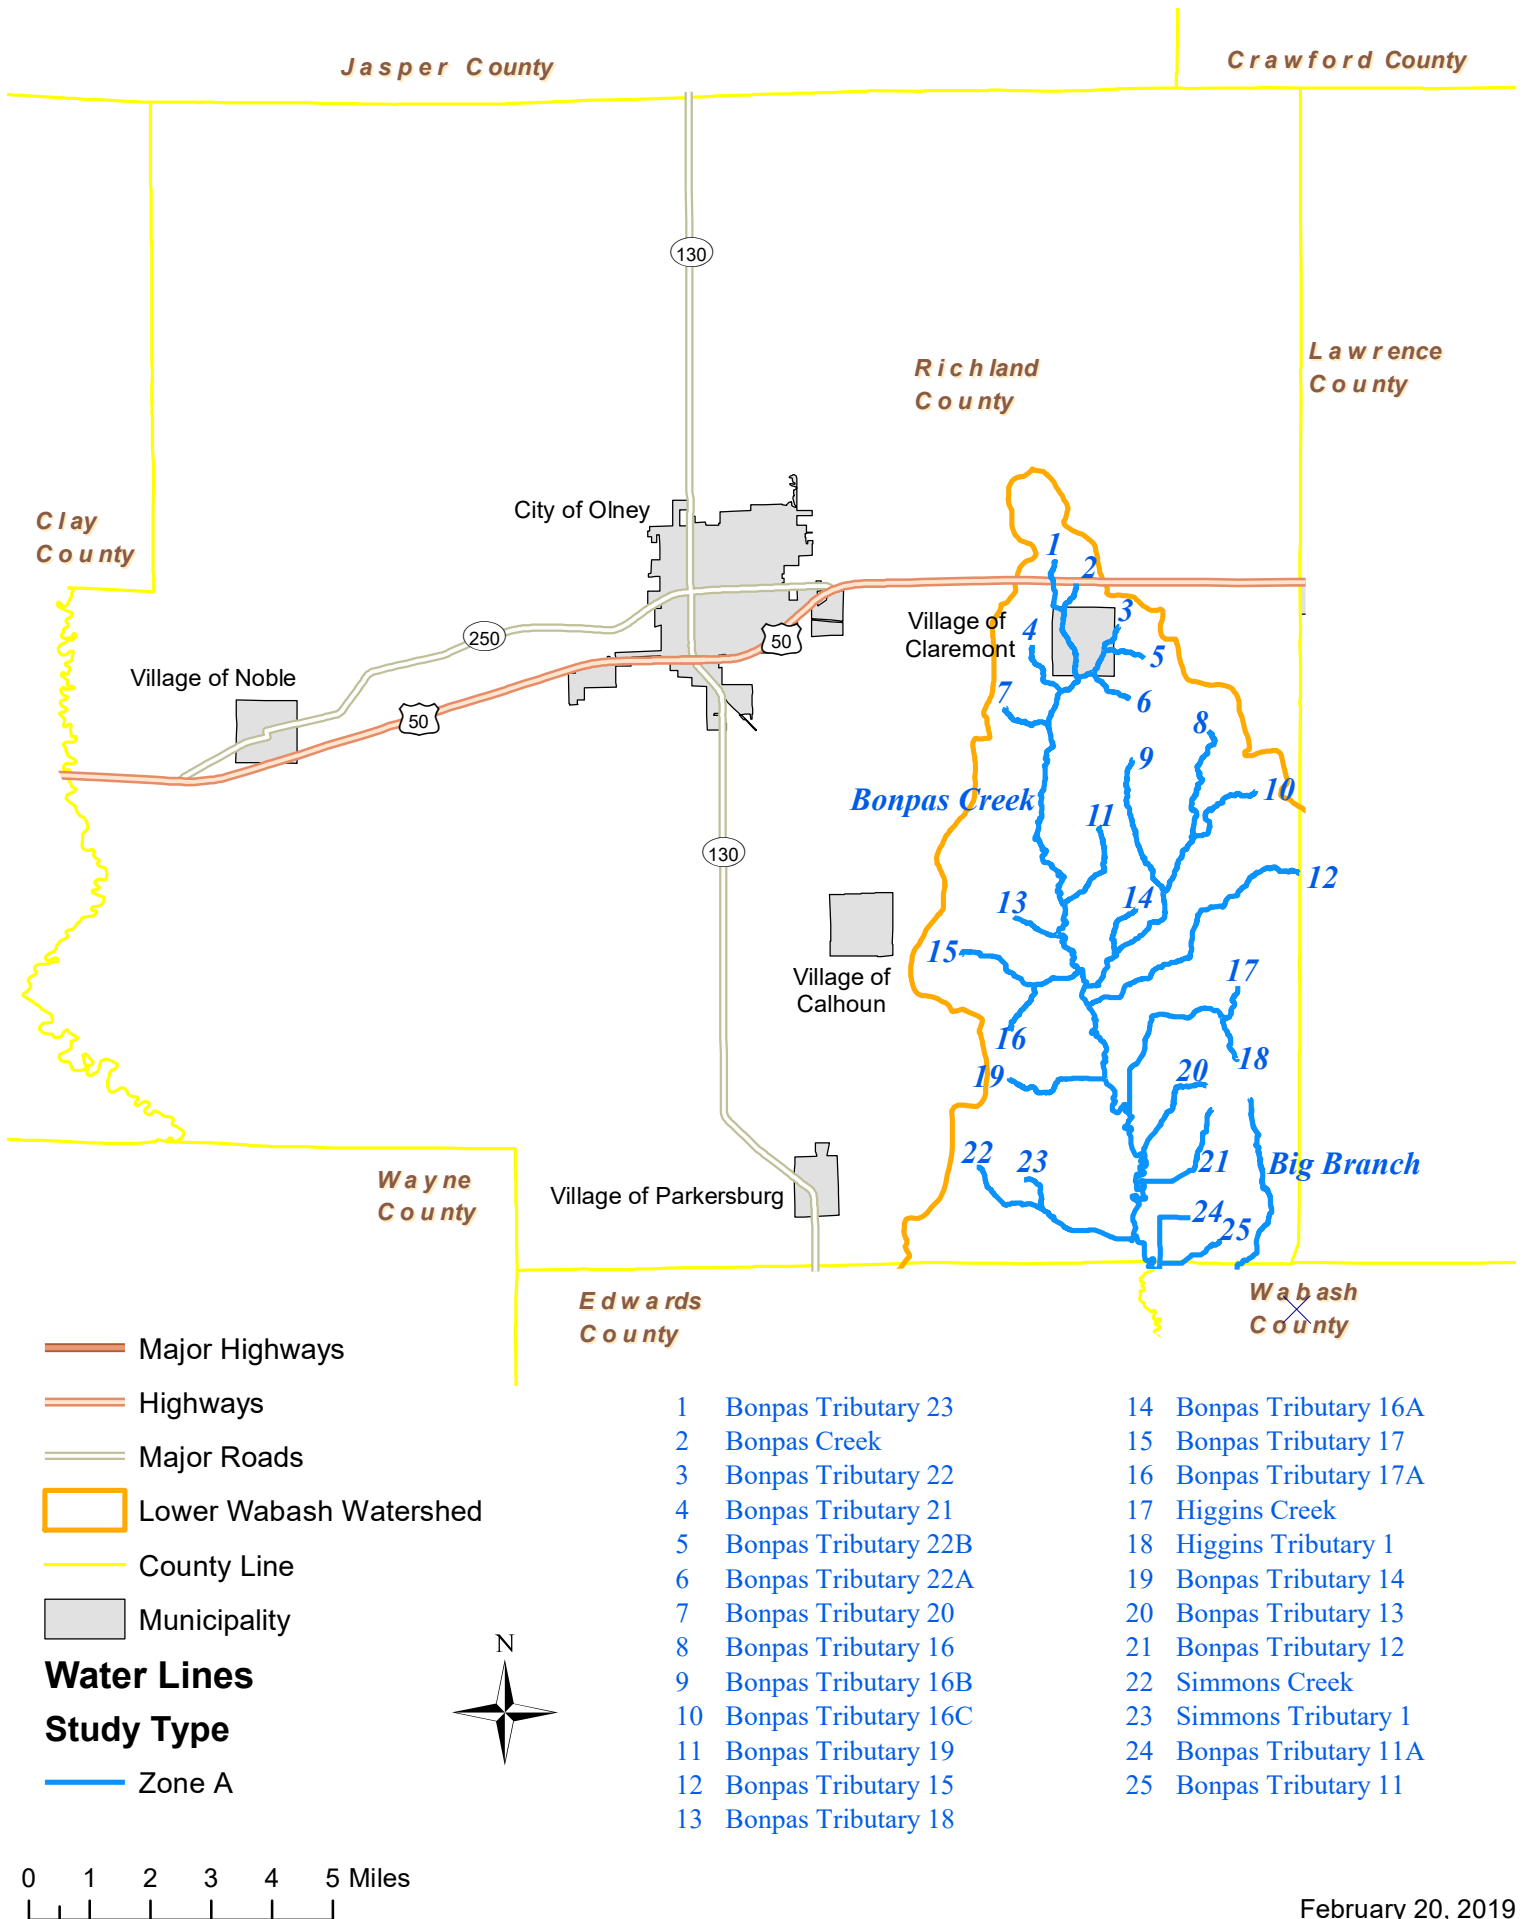 Jasper County
Crawford County
130
Richland
County
Lawrence
County
City of Olney
Clay
County
1
2
Village of
Claremont
3
4
5
250
50
Village of Noble
50
6
7
8
9
10
Bonpas Creek
11
130
12
13
14
15
Village of
Calhoun
16
17
18
19
20
21
Big Branch
22
23
Wayne
County
Village of Parkersburg
24
25
Edwards
County
Wabash
County
Major Highways
Highways
Major Roads
Lower Wabash Watershed
County Line
Municipality
Water Lines
Study Type
Zone A
N
1 Bonpas Tributary 23
2 Bonpas Creek
3 Bonpas Tributary 22
4 Bonpas Tributary 21
5 Bonpas Tributary 22B
6 Bonpas Tributary 22A
7 Bonpas Tributary 20
8 Bonpas Tributary 16
9 Bonpas Tributary 16B
10 Bonpas Tributary 16C
11 Bonpas Tributary 19
12 Bonpas Tributary 15
13 Bonpas Tributary 18
14 Bonpas Tributary 16A
15 Bonpas Tributary 17
16 Bonpas Tributary 17A
17 Higgins Creek
18 Higgins Tributary 1
19 Bonpas Tributary 14
20 Bonpas Tributary 13
21 Bonpas Tributary 12
22 Simmons Creek
23 Simmons Tributary 1
24 Bonpas Tributary 11A
25 Bonpas Tributary 11
0 1 2 3 4 5 Miles
February 20, 2019